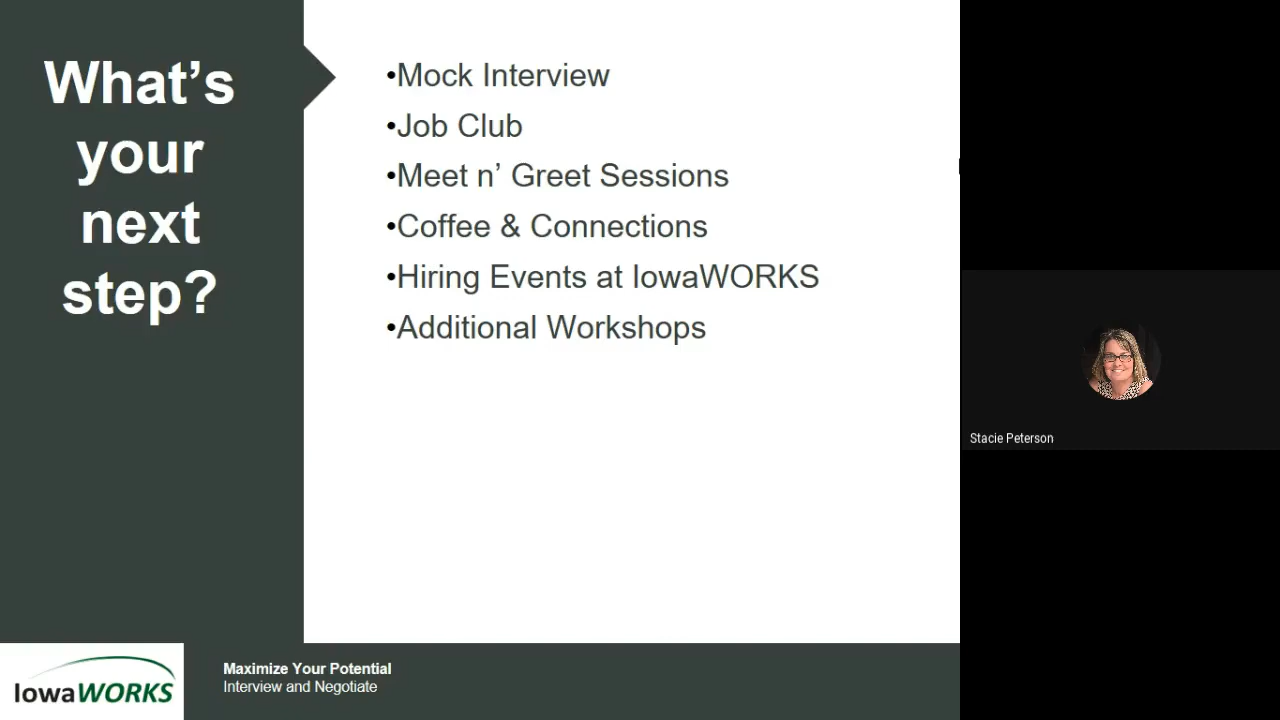 What's
your
next
step?
•Mock Interview
•Job Club
•Meet n’ Greet Sessions
•Coffee & Connections
•Hiring Events at IowaWORKS
•Additional Workshops
Stacie Peterson
IowaWORKS
Maximize Your Potential
Interview and Negotiate